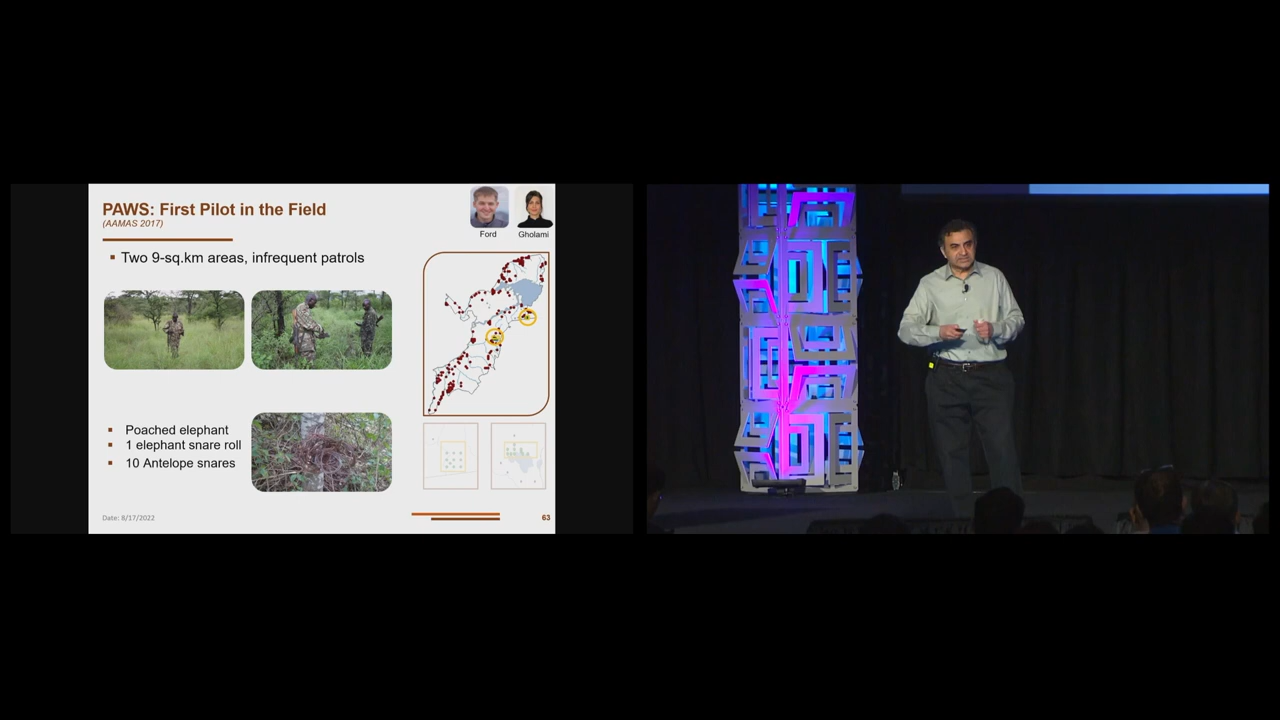 PAWS: First Pilot in the Field
(AAMAS 2017)
Ford
Gholami
▪ Two 9-sq.km areas, infrequent patrols
▪ Poached elephant
▪ 1 elephant snare roll
▪ 10 Antelope snares
Date: 8/17/2022
63